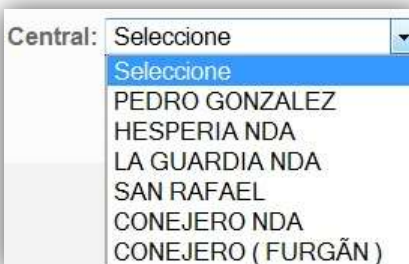 Central: Seleccione
Seleccione
PEDRO GONZALEZ
HESPERIA NDA
LA GUARDIA NDA
SAN RAFAEL
CONEJERO NDA
CONEJERO ( FURGÃN )